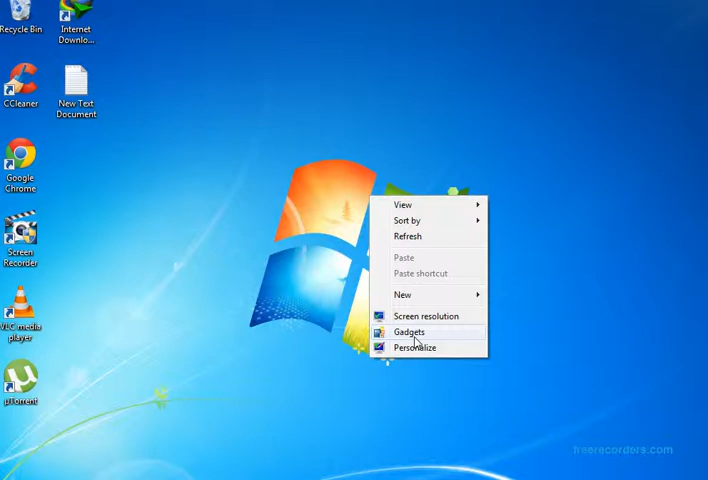 Recycle Bin
Internet
Downlo...
CCleaner
New Text
Document
Google
Chrome
Screen
Recorder
VLC media
player
µTorrent
View
Sort by
Refresh
Paste
Paste shortcut
New
Screen resolution
Gadgets
Personalize
freerecorders.com